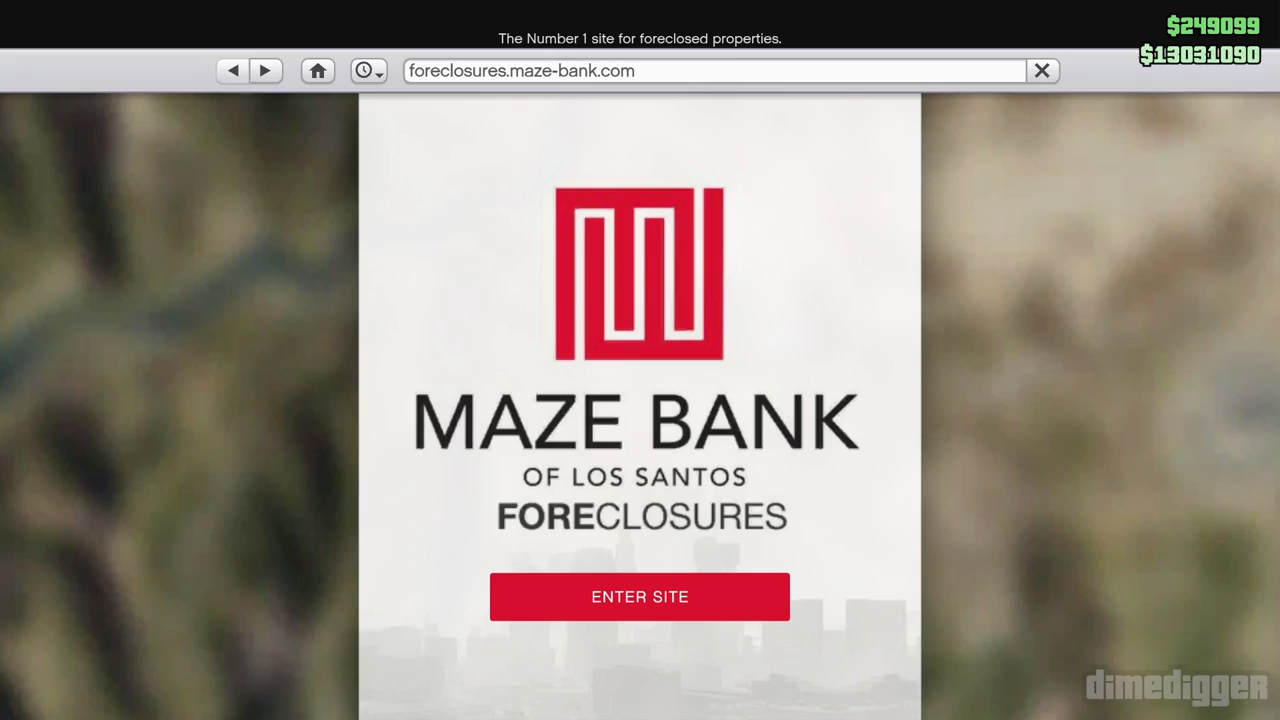 The Number 1 site for foreclosed properties.
$249099
$13031090
foreclosures.maze-bank.com
MAZE BANK
OF LOS SANTOS
FORECLOSURES
ENTER SITE
dimedigger